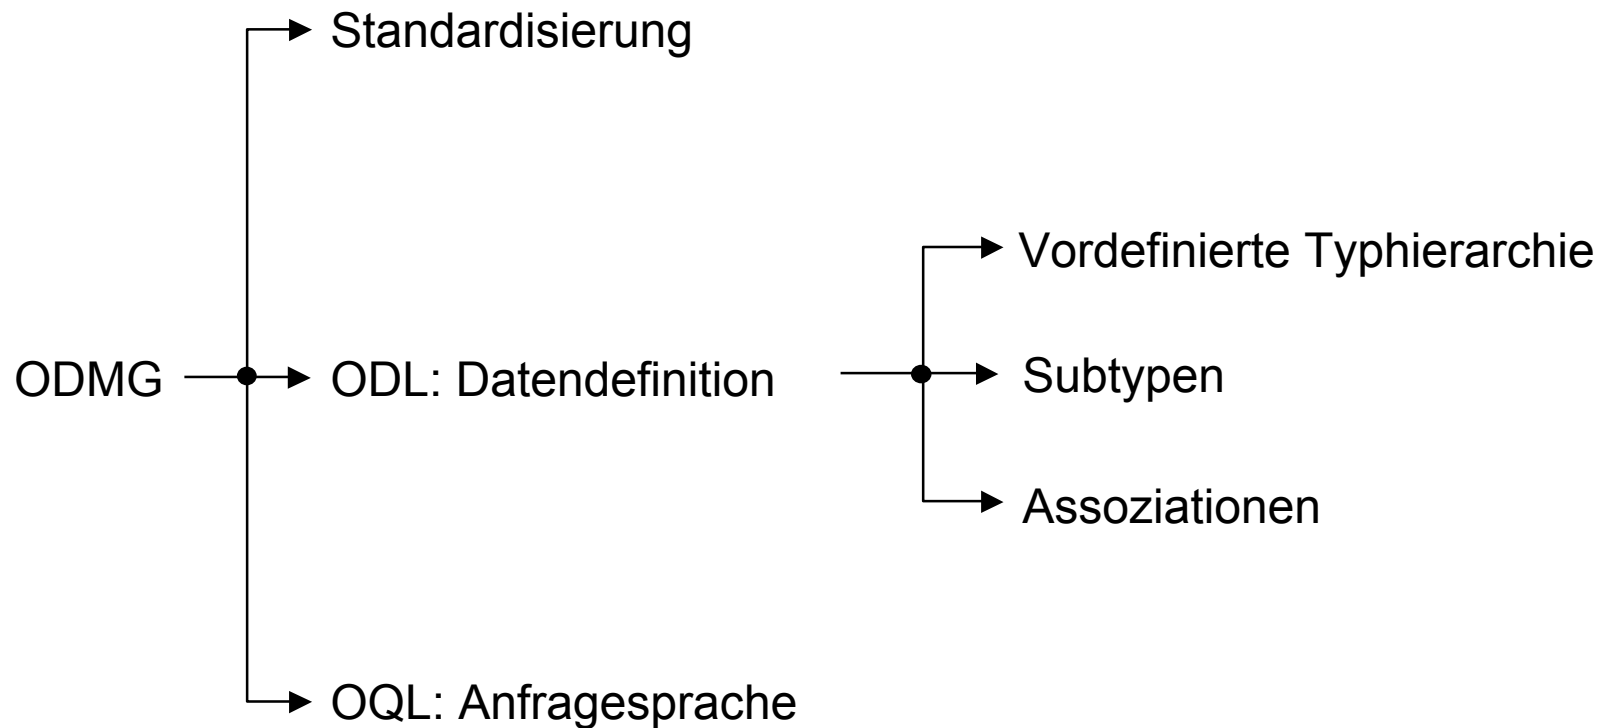 Standardisierung
Vordefinierte Typhierarchie
ODMG
ODL: Datendefinition
Subtypen
Assoziationen
OQL: Anfragesprache